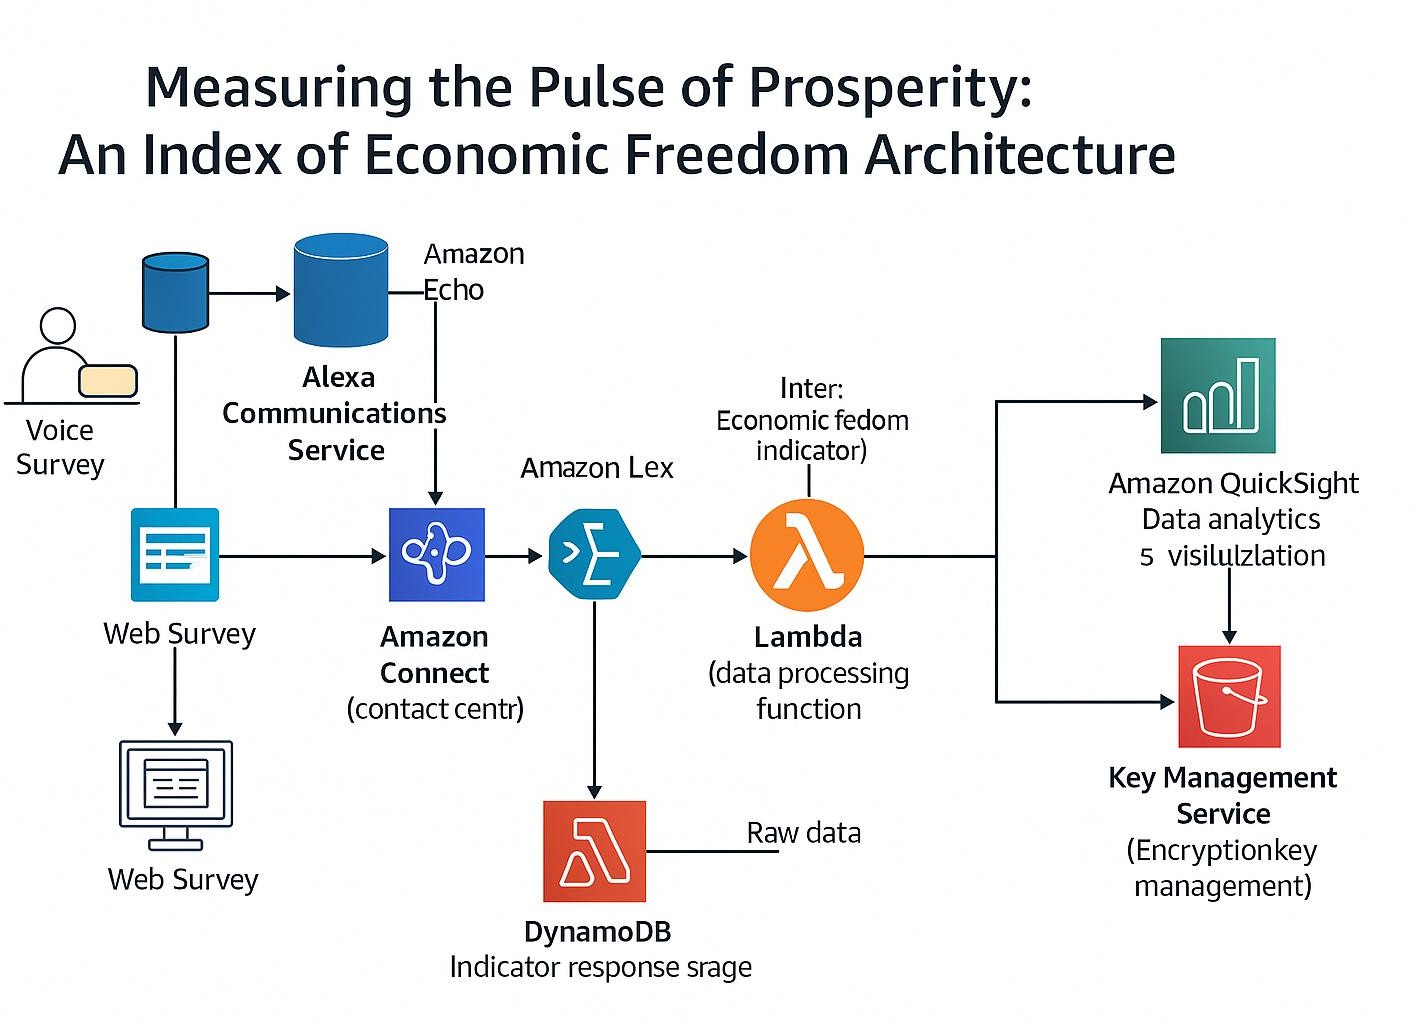 Measuring the Pulse of Prosperity:
An Index of Economic Freedom Architecture
Amazon
Echo
Voice
Survey
Alexa
Communications
Service
Inter:
Economic fedom
indicator)
Amazon Lex
Amazon QuickSight
Data analytics
5 visilulzlation
Web Survey
Amazon
Connect
(contact centr)
Lambda
(data processing
function
Key Management
Service
(Encryptionkey
management)
Web Survey
Raw data
DynamoDB
Indicator response srage